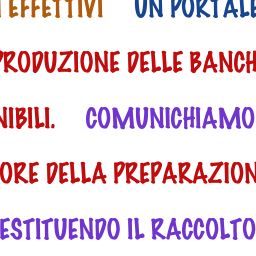 EFFETTIVI UN PORTALE
PRODUZIONE DELLE BANCH
NIBILI. COMUNICHIAMO
ORE DELLA PREPARAZION
ESTITUENDO IL RACCOLTO